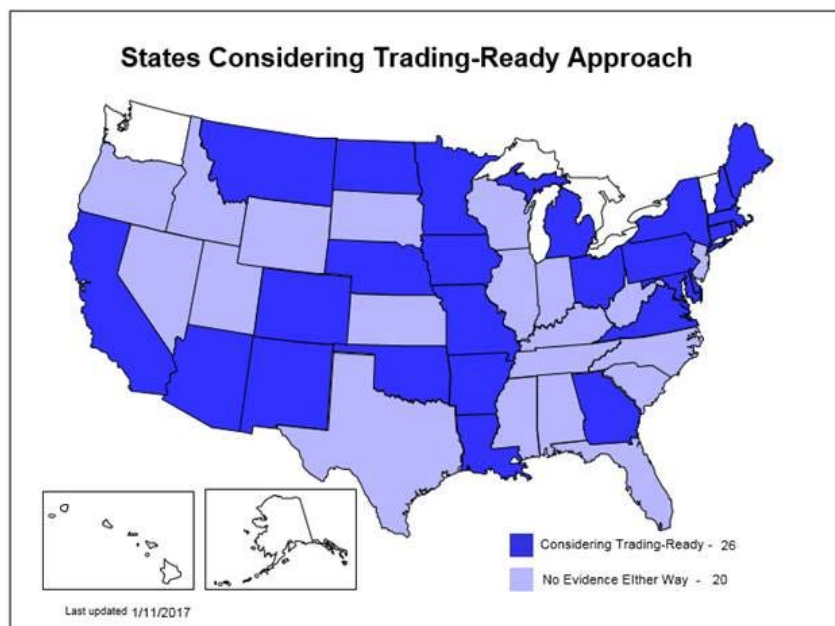 States Considering Trading-Ready Approach
Considering Trading-Ready - 26
No Evidence EIther Way - 20
Last updated 1/11/2017